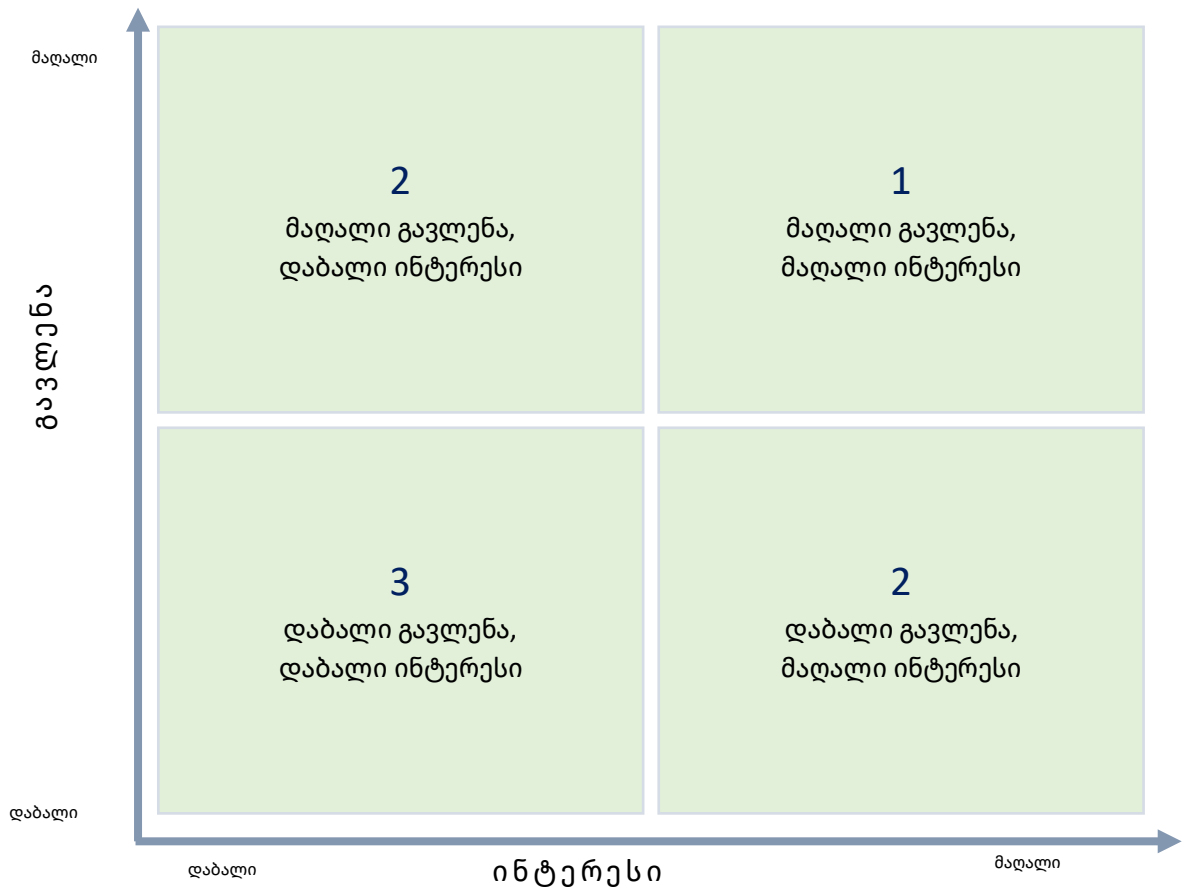 მაღალი
2
მაღალი გავლენა,
დაბალი ინტერესი
1
მაღალი გავლენა,
მაღალი ინტერესი
გავლენა
3
დაბალი გავლენა,
დაბალი ინტერესი
2
დაბალი გავლენა,
მაღალი ინტერესი
დაბალი
დაბალი
ინტერესი
მაღალი